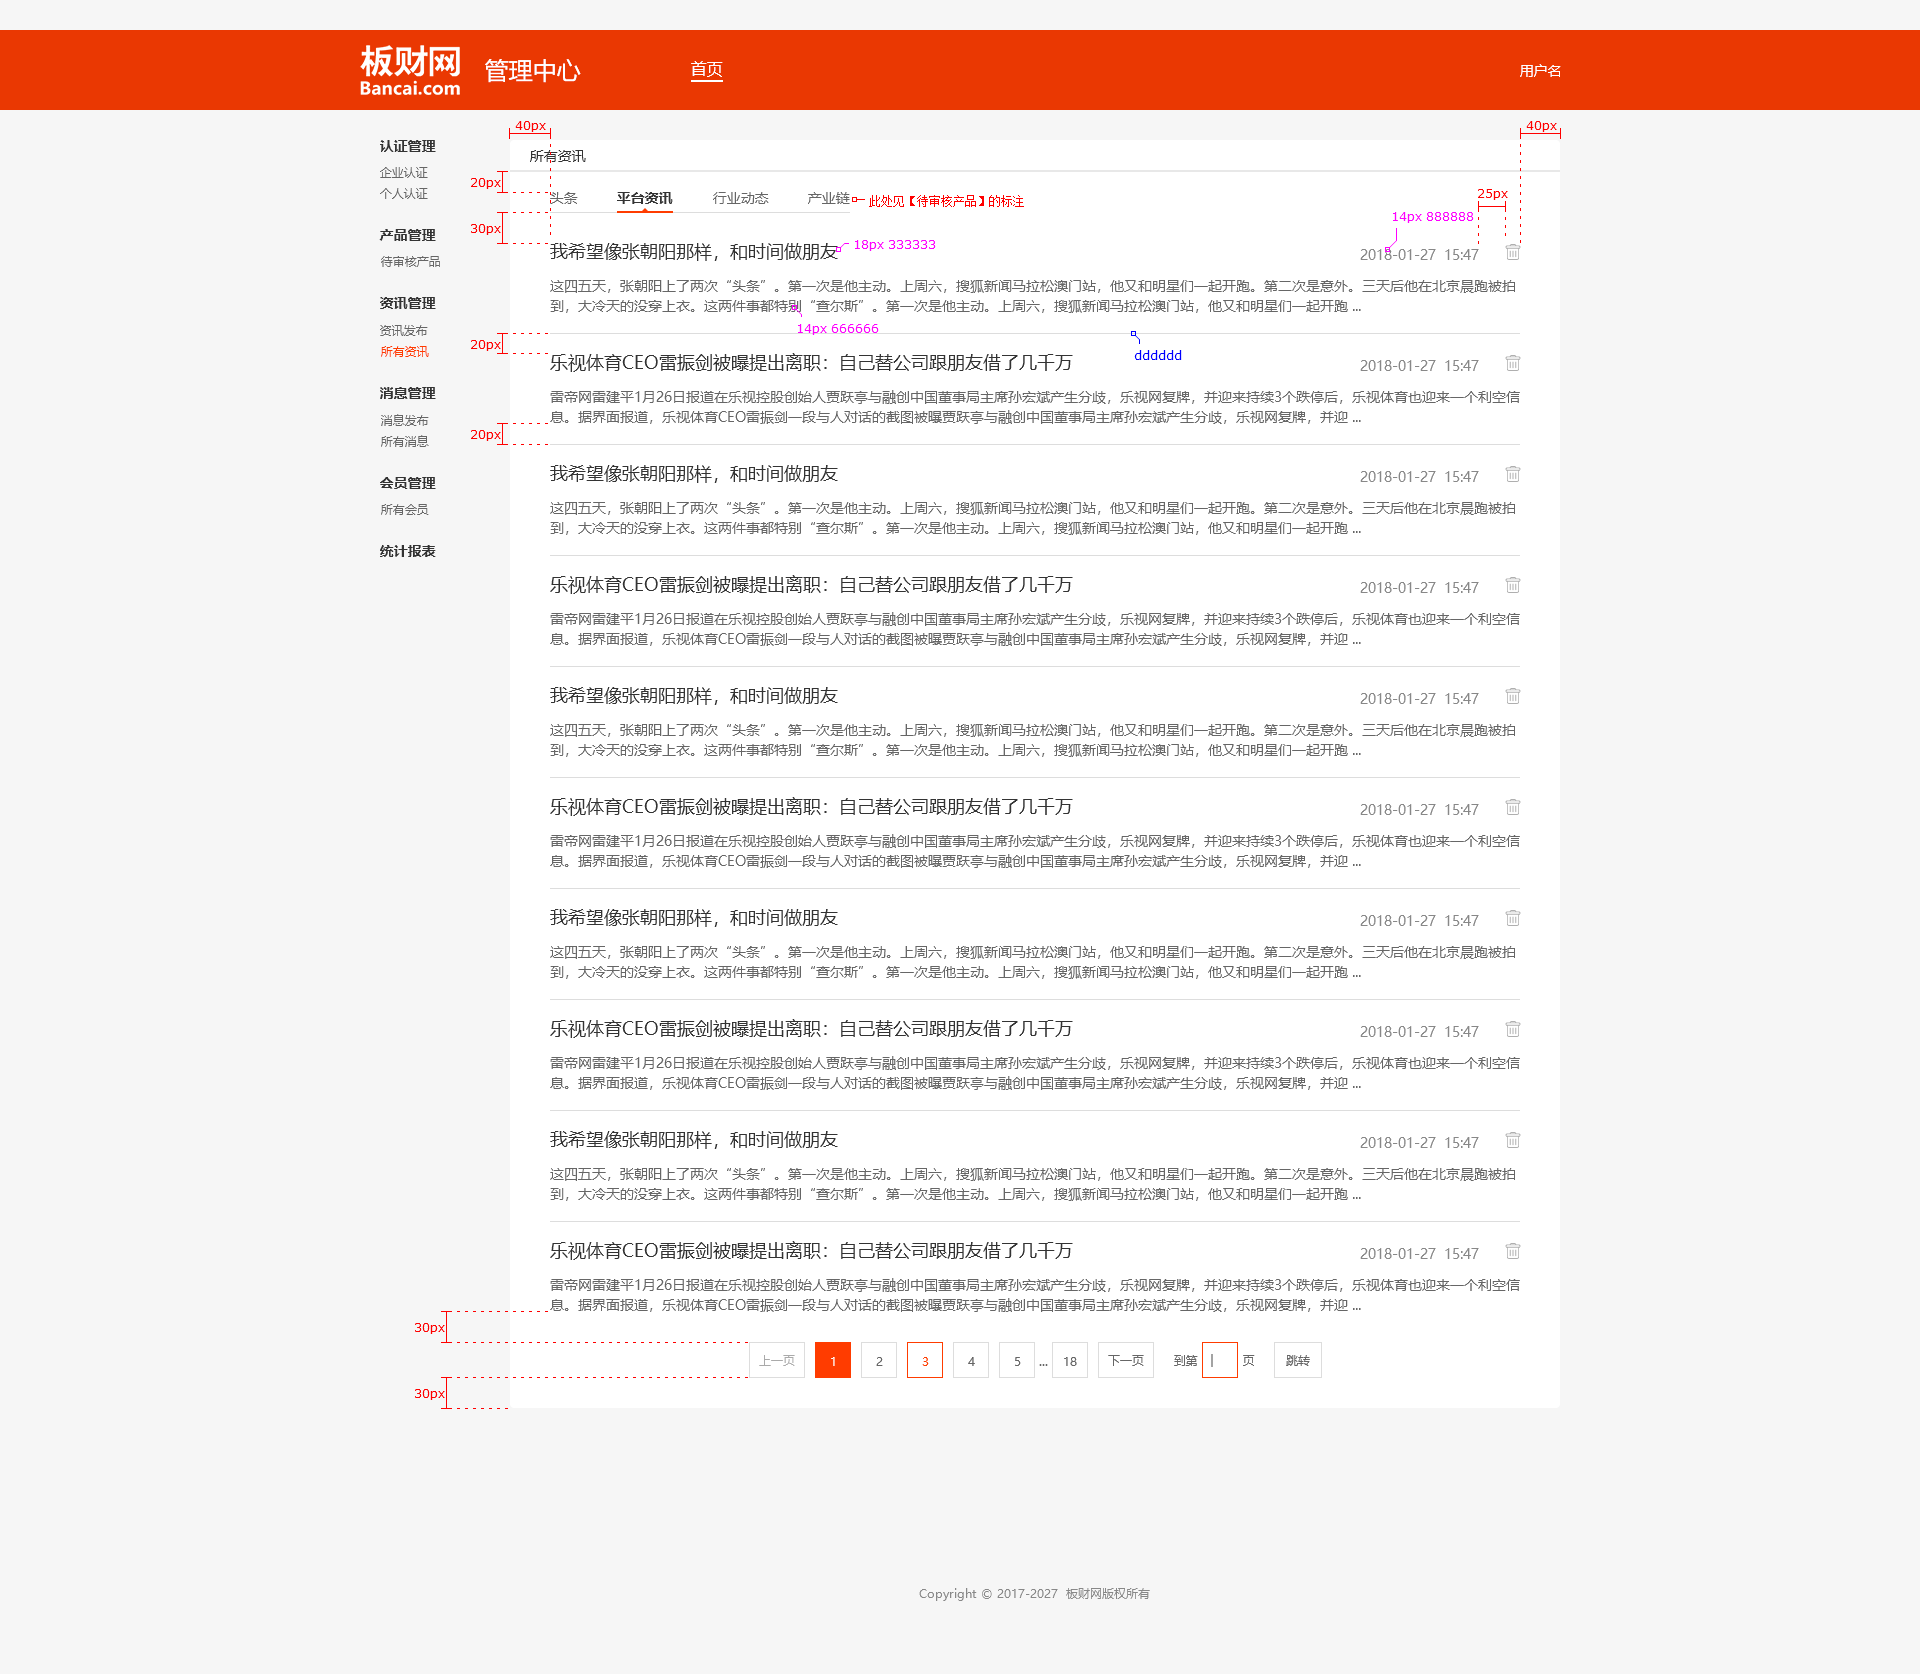 板财网
Bancai.com
管理中心
首页
用户名
认证管理
企业认证
个人认证
产品管理
待审核产品
资讯管理
资讯发布
所有资讯
消息管理
消息发布
所有消息
会员管理
所有会员
统计报表
40px
40px
所有资讯
20px
头条 平台资讯 行业动态 产业链
此处见【待审核产品】的标注
25px
30px
14px 888888
我希望像张朝阳那样，和时间做朋友
18px 333333
2018-01-27 15:47
这四五天，张朝阳上了两次“头条”。第一次是他主动。上周六，搜狐新闻马拉松澳门站，他又和明星们一起开跑。第二次是意外。三天后他在北京晨跑被拍
到，大冷天的没穿上衣。这两件事都特别“查尔斯”。第一次是他主动。上周六，搜狐新闻马拉松澳门站，他又和明星们一起开跑 ...
14px 666666
20px
dddddd
乐视体育CEO雷振剑被曝提出离职：自己替公司跟朋友借了几千万
2018-01-27 15:47
雷帝网雷建平1月26日报道在乐视控股创始人贾跃亭与融创中国董事局主席孙宏斌产生分歧，乐视网复牌，并迎来持续3个跌停后，乐视体育也迎来一个利空信
息。据界面报道，乐视体育CEO雷振剑一段与人对话的截图被曝贾跃亭与融创中国董事局主席孙宏斌产生分歧，乐视网复牌，并迎 ...
20px
我希望像张朝阳那样，和时间做朋友
2018-01-27 15:47
这四五天，张朝阳上了两次“头条”。第一次是他主动。上周六，搜狐新闻马拉松澳门站，他又和明星们一起开跑。第二次是意外。三天后他在北京晨跑被拍
到，大冷天的没穿上衣。这两件事都特别“查尔斯”。第一次是他主动。上周六，搜狐新闻马拉松澳门站，他又和明星们一起开跑 ...
乐视体育CEO雷振剑被曝提出离职：自己替公司跟朋友借了几千万
2018-01-27 15:47
雷帝网雷建平1月26日报道在乐视控股创始人贾跃亭与融创中国董事局主席孙宏斌产生分歧，乐视网复牌，并迎来持续3个跌停后，乐视体育也迎来一个利空信
息。据界面报道，乐视体育CEO雷振剑一段与人对话的截图被曝贾跃亭与融创中国董事局主席孙宏斌产生分歧，乐视网复牌，并迎 ...
我希望像张朝阳那样，和时间做朋友
2018-01-27 15:47
这四五天，张朝阳上了两次“头条”。第一次是他主动。上周六，搜狐新闻马拉松澳门站，他又和明星们一起开跑。第二次是意外。三天后他在北京晨跑被拍
到，大冷天的没穿上衣。这两件事都特别“查尔斯”。第一次是他主动。上周六，搜狐新闻马拉松澳门站，他又和明星们一起开跑 ...
乐视体育CEO雷振剑被曝提出离职：自己替公司跟朋友借了几千万
2018-01-27 15:47
雷帝网雷建平1月26日报道在乐视控股创始人贾跃亭与融创中国董事局主席孙宏斌产生分歧，乐视网复牌，并迎来持续3个跌停后，乐视体育也迎来一个利空信
息。据界面报道，乐视体育CEO雷振剑一段与人对话的截图被曝贾跃亭与融创中国董事局主席孙宏斌产生分歧，乐视网复牌，并迎 ...
我希望像张朝阳那样，和时间做朋友
2018-01-27 15:47
这四五天，张朝阳上了两次“头条”。第一次是他主动。上周六，搜狐新闻马拉松澳门站，他又和明星们一起开跑。第二次是意外。三天后他在北京晨跑被拍
到，大冷天的没穿上衣。这两件事都特别“查尔斯”。第一次是他主动。上周六，搜狐新闻马拉松澳门站，他又和明星们一起开跑 ...
乐视体育CEO雷振剑被曝提出离职：自己替公司跟朋友借了几千万
2018-01-27 15:47
雷帝网雷建平1月26日报道在乐视控股创始人贾跃亭与融创中国董事局主席孙宏斌产生分歧，乐视网复牌，并迎来持续3个跌停后，乐视体育也迎来一个利空信
息。据界面报道，乐视体育CEO雷振剑一段与人对话的截图被曝贾跃亭与融创中国董事局主席孙宏斌产生分歧，乐视网复牌，并迎 ...
我希望像张朝阳那样，和时间做朋友
2018-01-27 15:47
这四五天，张朝阳上了两次“头条”。第一次是他主动。上周六，搜狐新闻马拉松澳门站，他又和明星们一起开跑。第二次是意外。三天后他在北京晨跑被拍
到，大冷天的没穿上衣。这两件事都特别“查尔斯”。第一次是他主动。上周六，搜狐新闻马拉松澳门站，他又和明星们一起开跑 ...
乐视体育CEO雷振剑被曝提出离职：自己替公司跟朋友借了几千万
2018-01-27 15:47
雷帝网雷建平1月26日报道在乐视控股创始人贾跃亭与融创中国董事局主席孙宏斌产生分歧，乐视网复牌，并迎来持续3个跌停后，乐视体育也迎来一个利空信
息。据界面报道，乐视体育CEO雷振剑一段与人对话的截图被曝贾跃亭与融创中国董事局主席孙宏斌产生分歧，乐视网复牌，并迎 ...
30px
上一页 1 2 3 4 5 ... 18 下一页 到第 | 页 跳转
30px
Copyright © 2017-2027 板财网版权所有